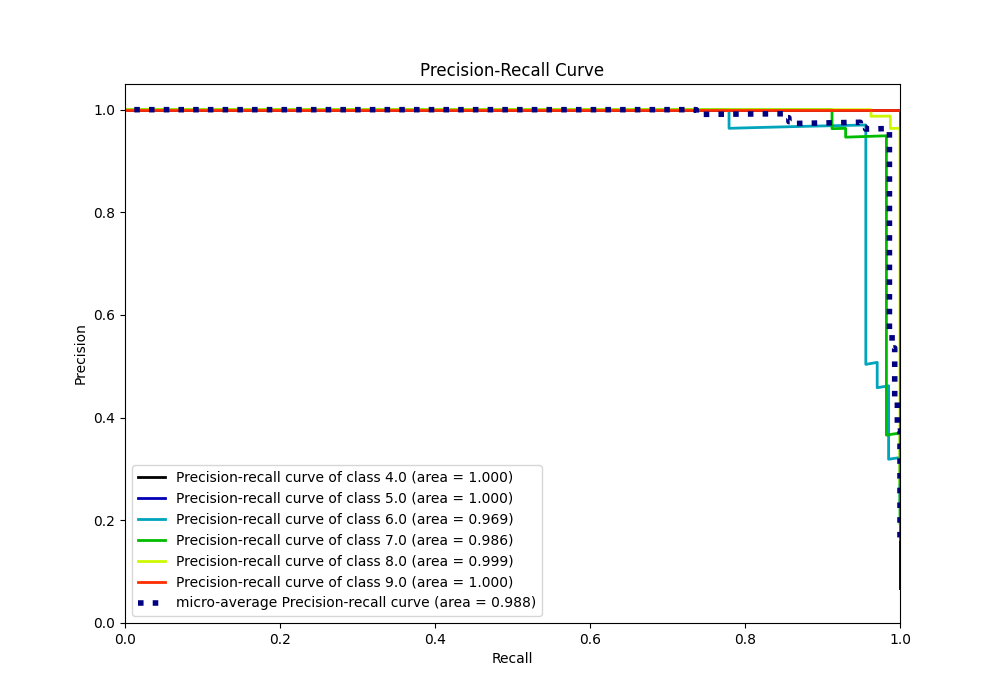 Precision-Recall Curve
1.0
0.8
0.6
0.4
0.2
0.0
Precision
Precision-recall curve of class 4.0 (area = 1.000)
Precision-recall curve of class 5.0 (area = 1.000)
Precision-recall curve of class 6.0 (area = 0.969)
Precision-recall curve of class 7.0 (area = 0.986)
Precision-recall curve of class 8.0 (area = 0.999)
Precision-recall curve of class 9.0 (area = 1.000)
micro-average Precision-recall curve (area = 0.988)
0.0 0.2 0.4 0.6 0.8 1.0
Recall